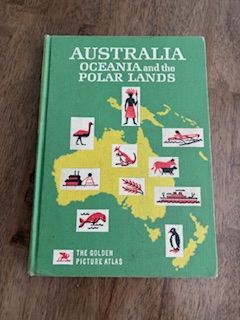 AUSTRALIA
OCEANIA and the
POLAR LANDS
THE GOLDEN
PICTURE ATLAS